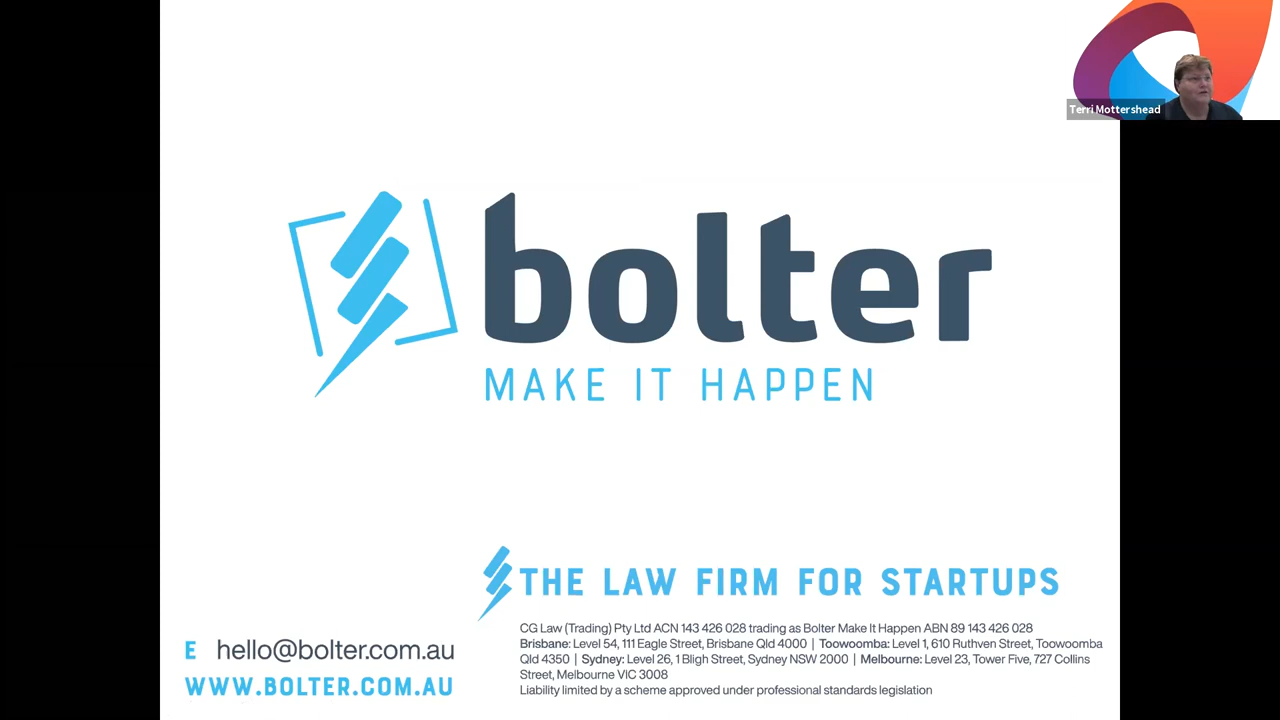 Terri Mottershead
bolter
MAKE IT HAPPEN
THE LAW FIRM FOR STARTUPS
CG Law (Trading) Pty Ltd ACN 143 426 028 trading as Bolter Make It Happen ABN 89 143 426 028
Brisbane: Level 54, 111 Eagle Street, Brisbane Qld 4000 | Toowoomba: Level 1, 610 Ruthven Street, Toowoomba
Qld 4350 | Sydney: Level 26, 1 Bligh Street, Sydney NSW 2000 | Melbourne: Level 23, Tower Five, 727 Collins
Street, Melbourne VIC 3008
Liability limited by a scheme approved under professional standards legislation
E hello@bolter.com.au
WWW.BOLTER.COM.AU